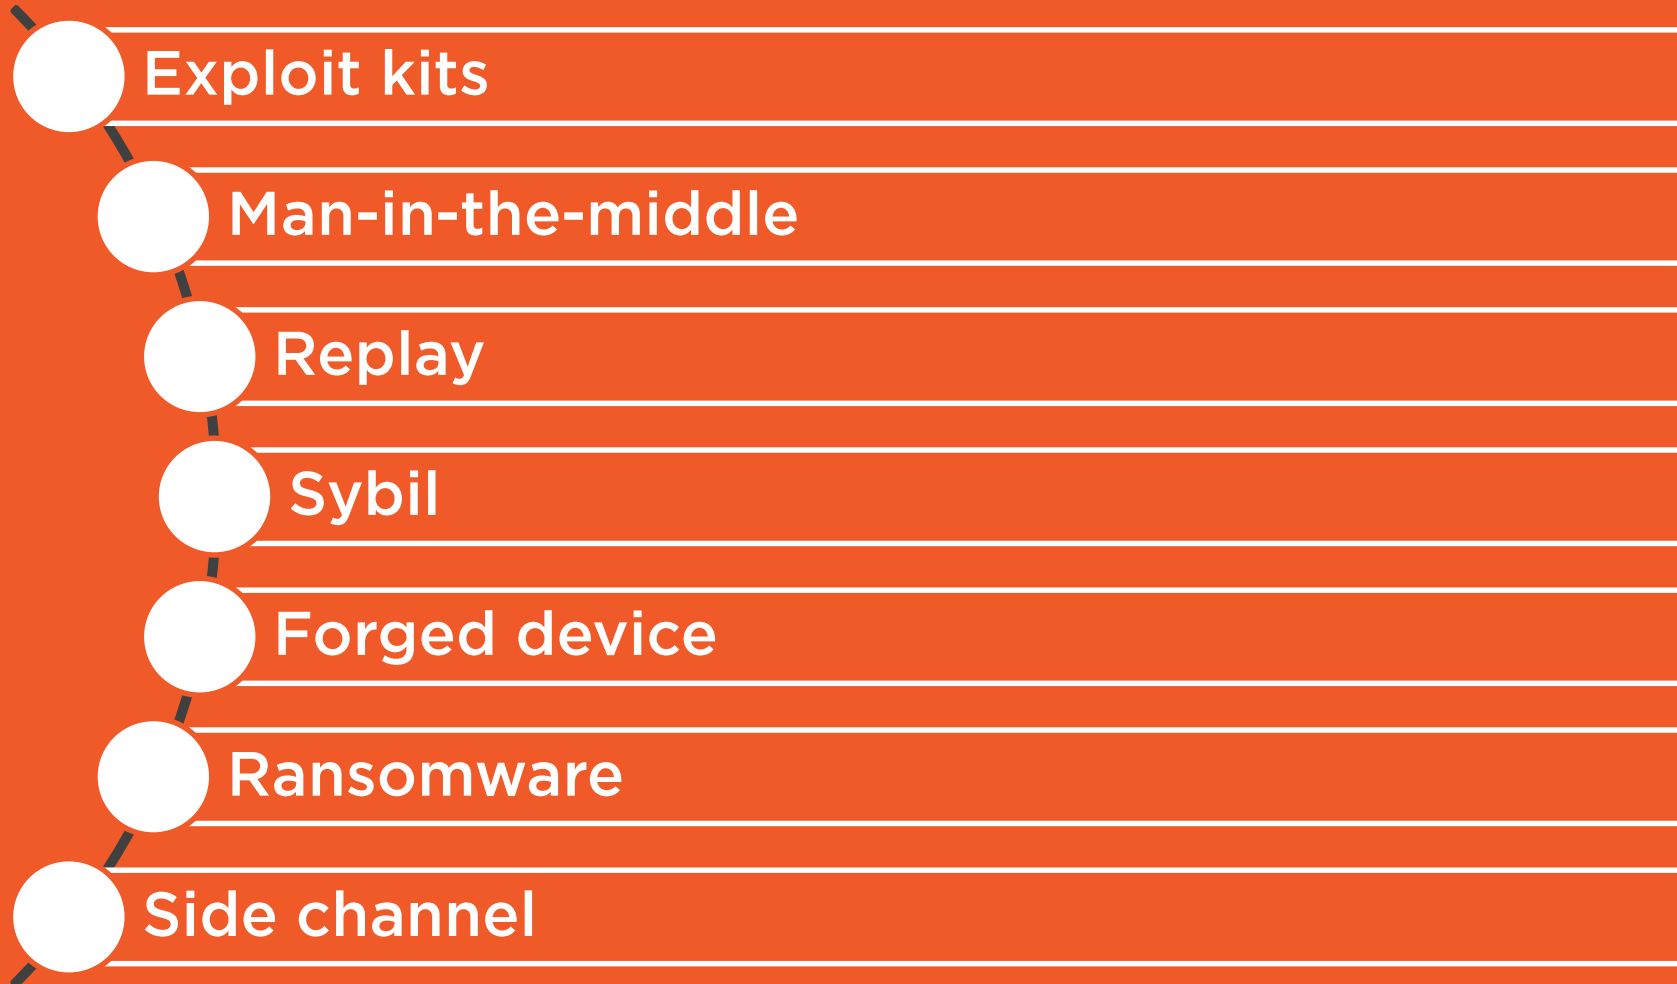 Exploit kits
Man-in-the-middle
Replay
Sybil
Forged device
Ransomware
Side channel